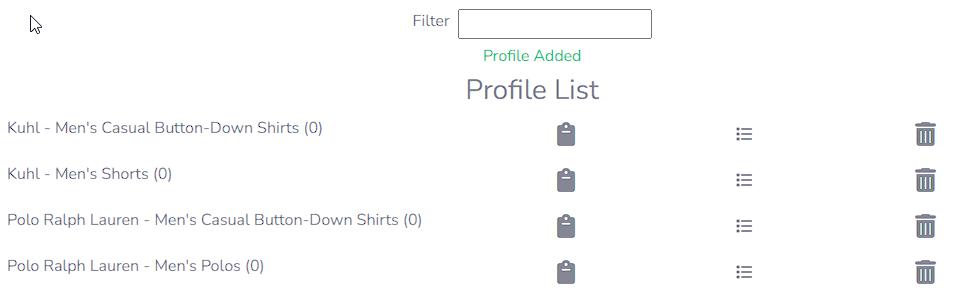 Filter
Profile Added
Profile List
Kuhl - Men's Casual Button-Down Shirts (0)
Kuhl - Men's Shorts (0)
Polo Ralph Lauren - Men's Casual Button-Down Shirts (0)
Polo Ralph Lauren - Men's Polos (0)